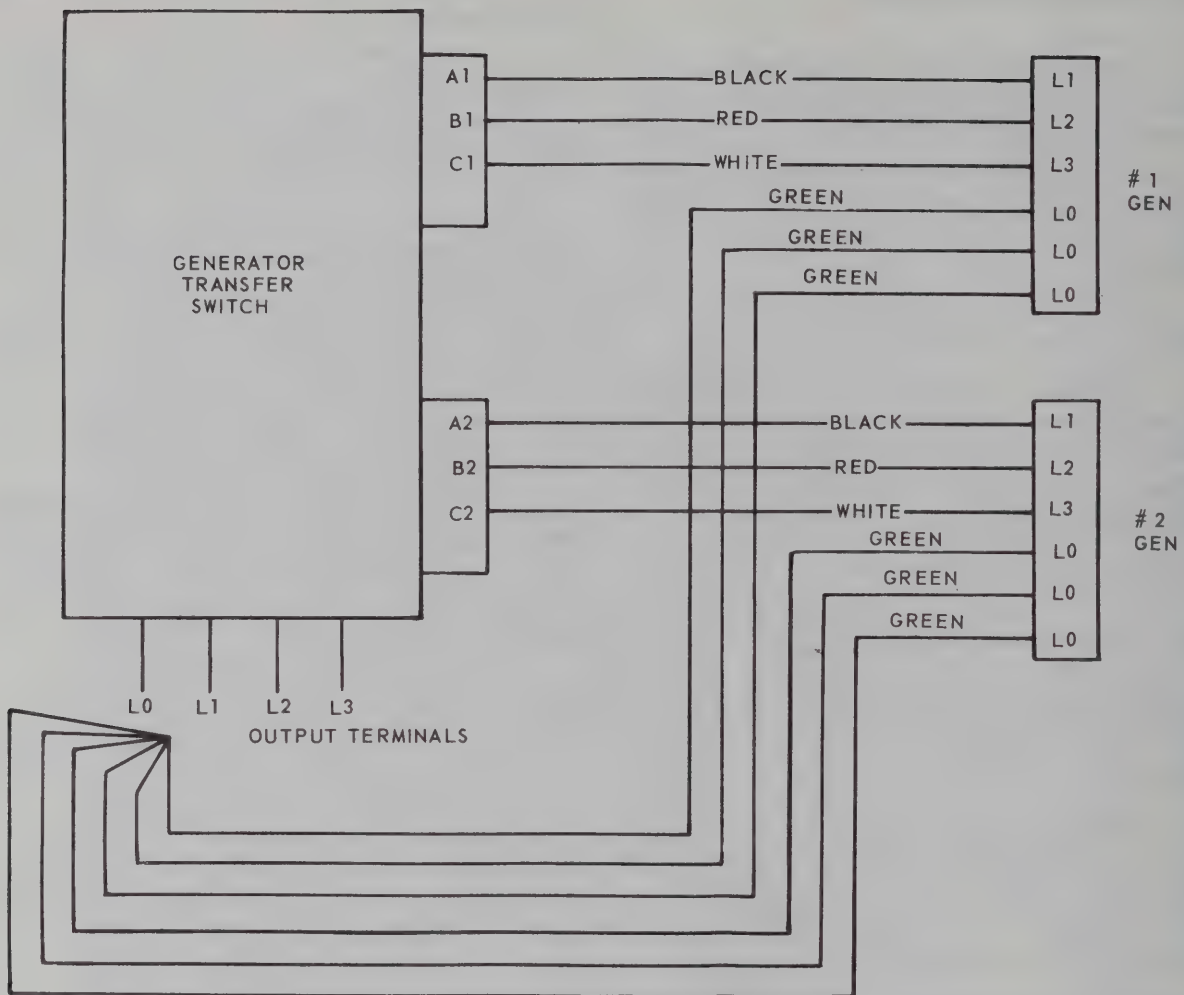 GENERATOR
TRANSFER
SWITCH
A1
B1
C1
BLACK
RED
WHITE
GREEN
GREEN
GREEN
L1
L2
L3
L0
L0
L0
# 1
GEN
A2
B2
C2
BLACK
RED
WHITE
GREEN
GREEN
GREEN
L1
L2
L3
L0
L0
L0
# 2
GEN
L0 L1 L2 L3
OUTPUT TERMINALS